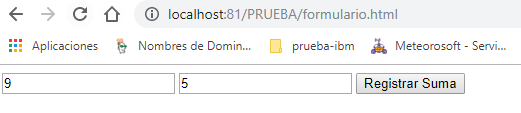 localhost:81/PRUEBA/formulario.html
Aplicaciones Nombres de Domin... prueba-ibm Meteorosoft - Servi...
9 5 Registrar Suma